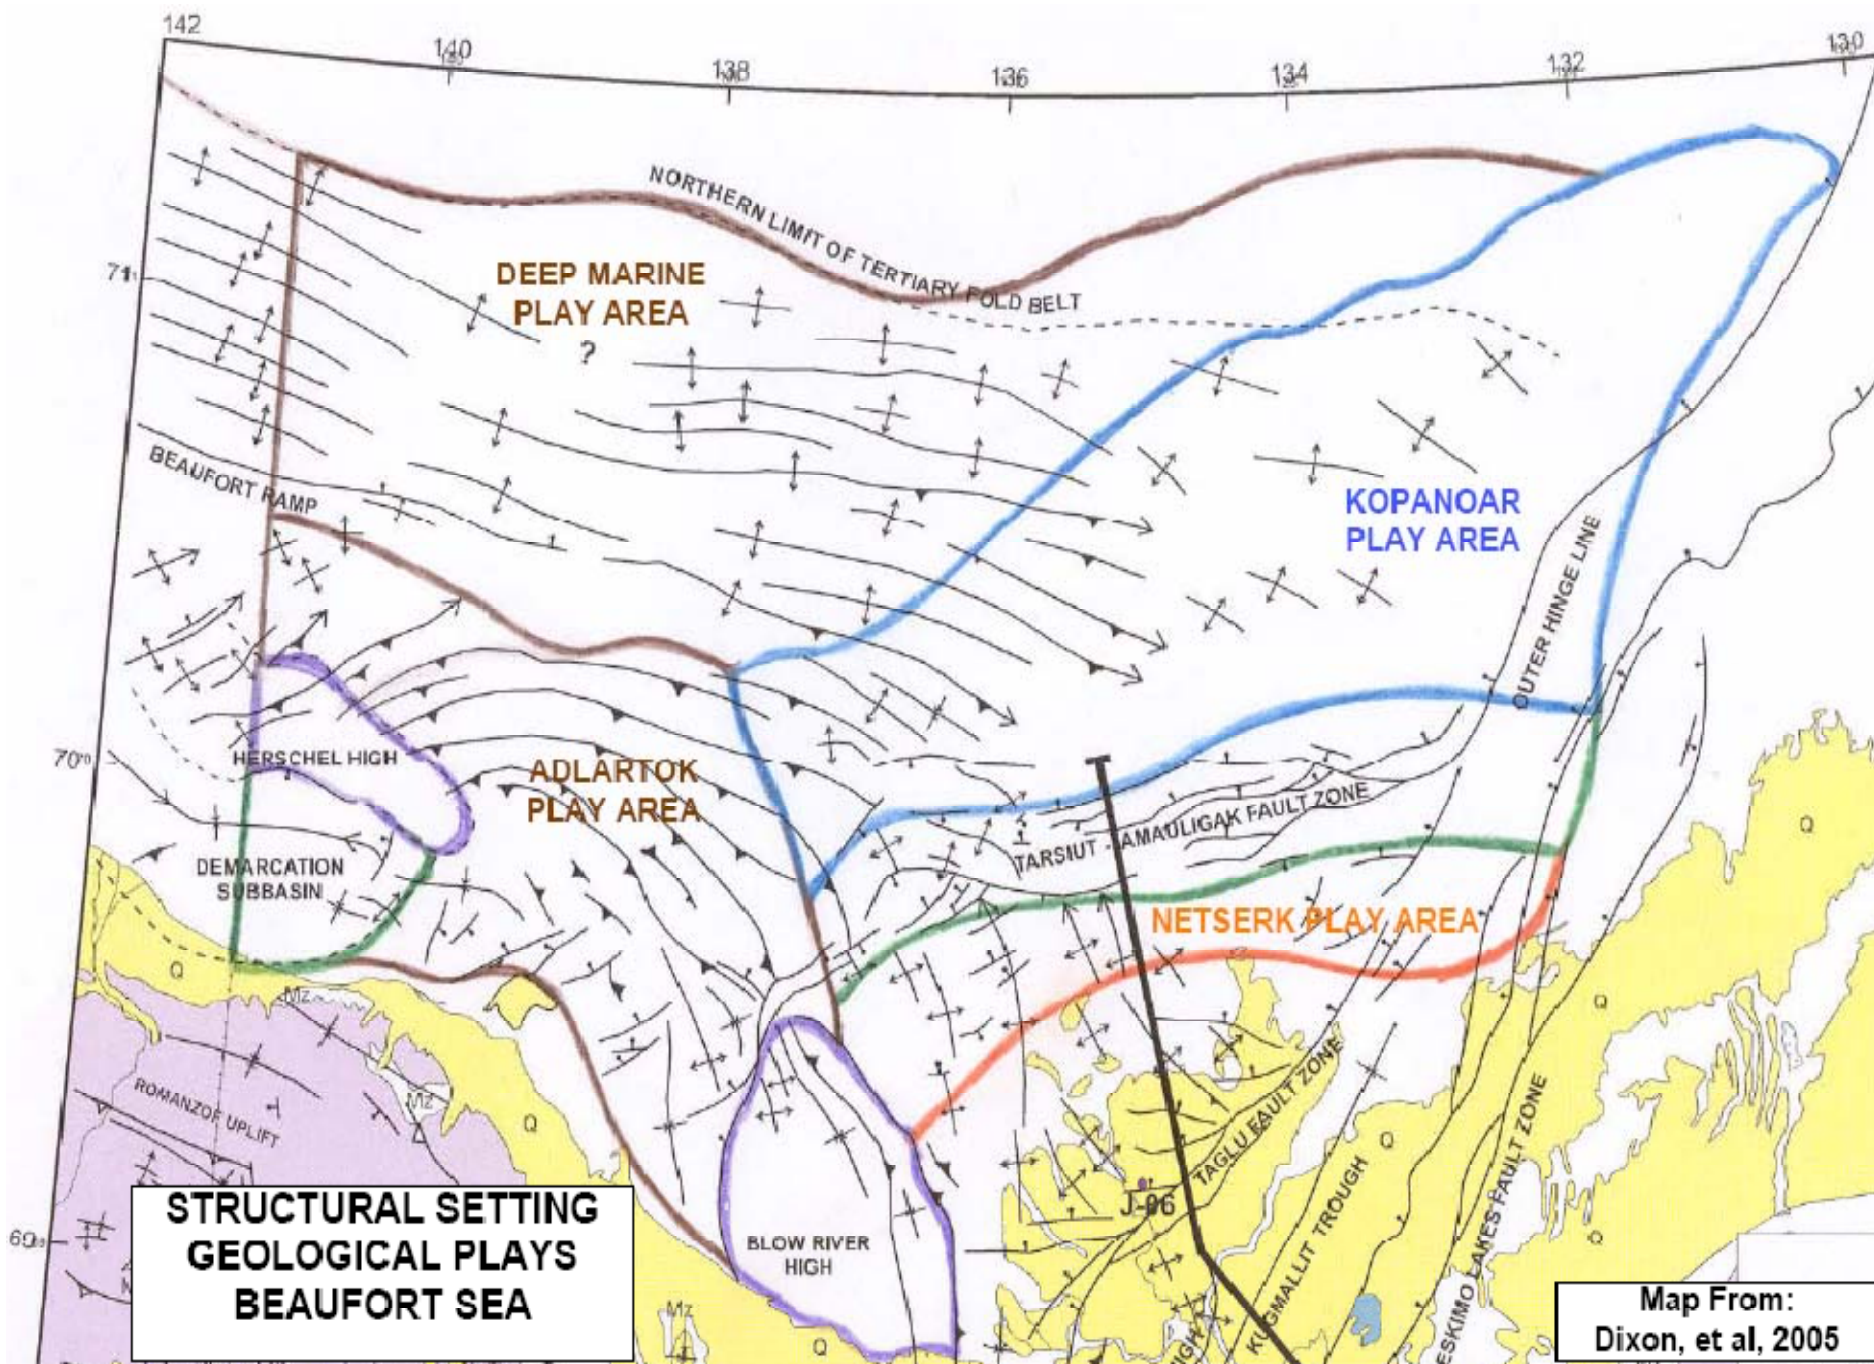 142
140
138
136
134
132
130
NORTHERN LIMIT OF TERTIARY FOLD BELT
71
DEEP MARINE
PLAY AREA
?
BEAUFORT RAMP
KOPANOAR
PLAY AREA
OUTER HINGE LINE
70
HERSCHEL HIGH
ADLARTOK
PLAY AREA
TARSIUT - AMAULIGAK FAULT ZONE
Q
DEMARCATION
SUBBASIN
NETSERK PLAY AREA
Q
Mz
Q
ROMANZOF UPLIFT
Mz
Q
TAGLU FAULT ZONE
Q
J-06
KUGMALLIT TROUGH
ESKIMO LAKES FAULT ZONE
69
BLOW RIVER
HIGH
Q
Mz
Q
STRUCTURAL SETTING
GEOLOGICAL PLAYS
BEAUFORT SEA
Map From:
Dixon, et al, 2005